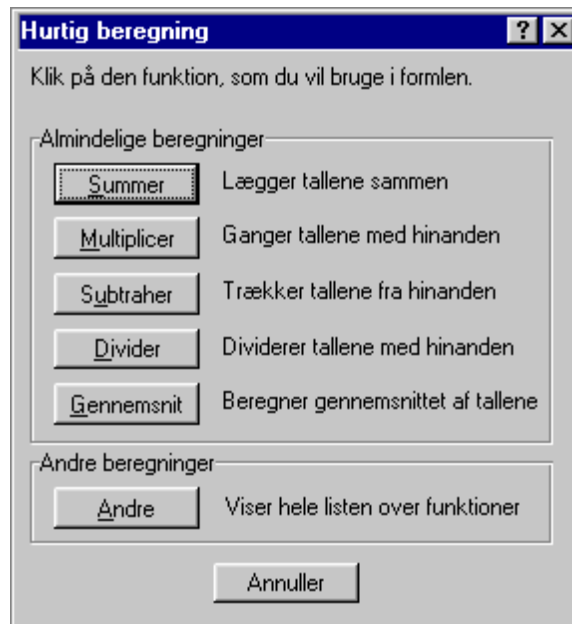 Hurtig beregning
Klik på den funktion, som du vil bruge i formlen.
Almindelige beregninger
Summer Lægger tallene sammen
Multiplicer Ganger tallene med hinanden
Subtraher Trækker tallene fra hinanden
Divider Dividerer tallene med hinanden
Gennemsnit Beregner gennemsnittet af tallene
Andre beregninger
Andre Viser hele listen over funktioner
Annuller